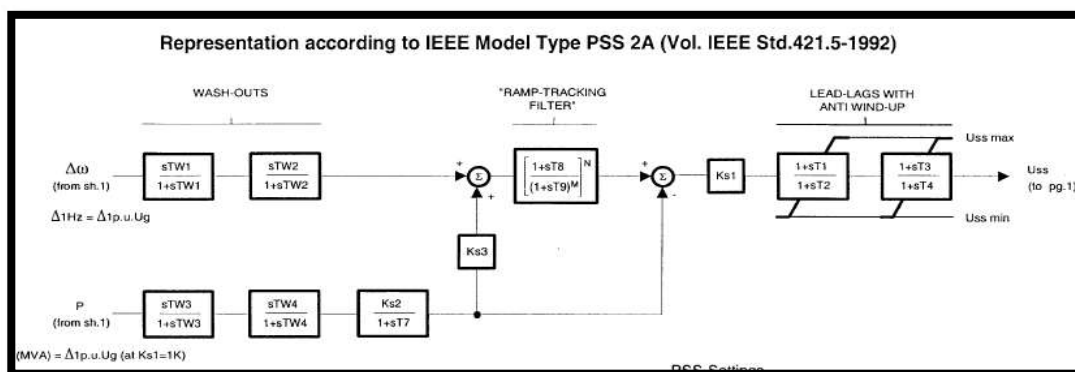 Representation according to IEEE Model Type PSS 2A (Vol. IEEE Std.421.5-1992)
WASH-OUTS
"RAMP-TRACKING
FILTER"
LEAD-LAGS WITH
ANTI WIND-UP
Uss max
Δω
(from sh.1)
sTW1
1+sTW1
sTW2
1+sTW2
+
Σ
+
1+sT8
(1+sT9)M
N
+
Σ
-
Ks1
1+sT1
1+sT2
1+sT3
1+sT4
Uss
(to pg.1)
Δ1Hz = Δ1p.u.Ug
Uss min
Ks3
P
(from sh.1)
sTW3
1+sTW3
sTW4
1+sTW4
Ks2
1+sT7
(MVA) = Δ1p.u.Ug (at Ks1=1K)
PSS Settings